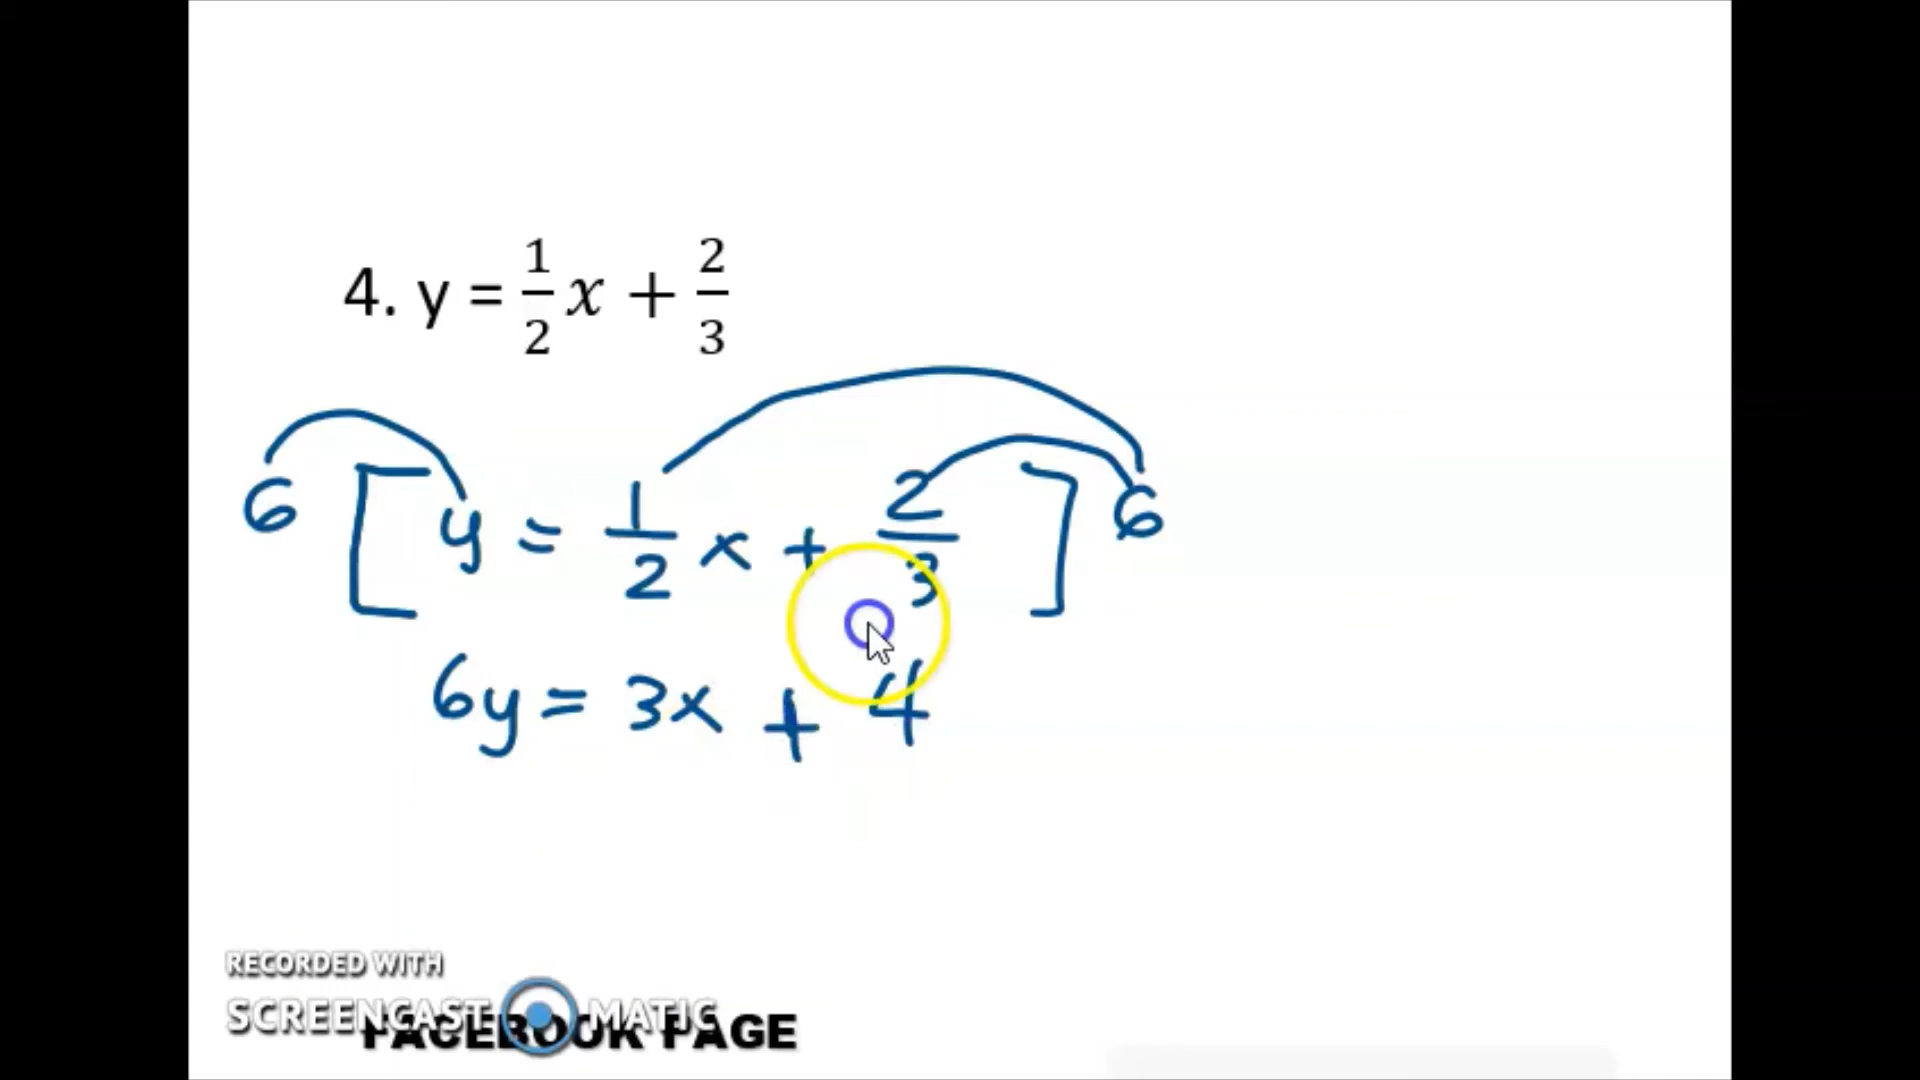 4. y = 1/2 x + 2/3
6 [ y = 1/2 x + 2/3 ] 6
6y = 3x + 4
RECORDED WITH
SCREENCAST MATIC
FACEBOOK PAGE